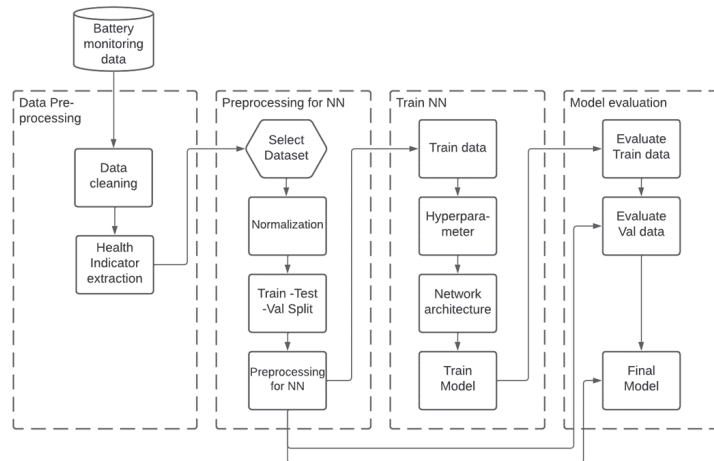 Battery
monitoring
data
Data Pre-
processing
Data
cleaning
Health
Indicator
extraction
Preprocessing for NN
Select
Dataset
Normalization
Train -Test
-Val Split
Preprocessing
for NN
Train NN
Train data
Hyperpara-
meter
Network
architecture
Train
Model
Model evaluation
Evaluate
Train data
Evaluate
Val data
Final
Model